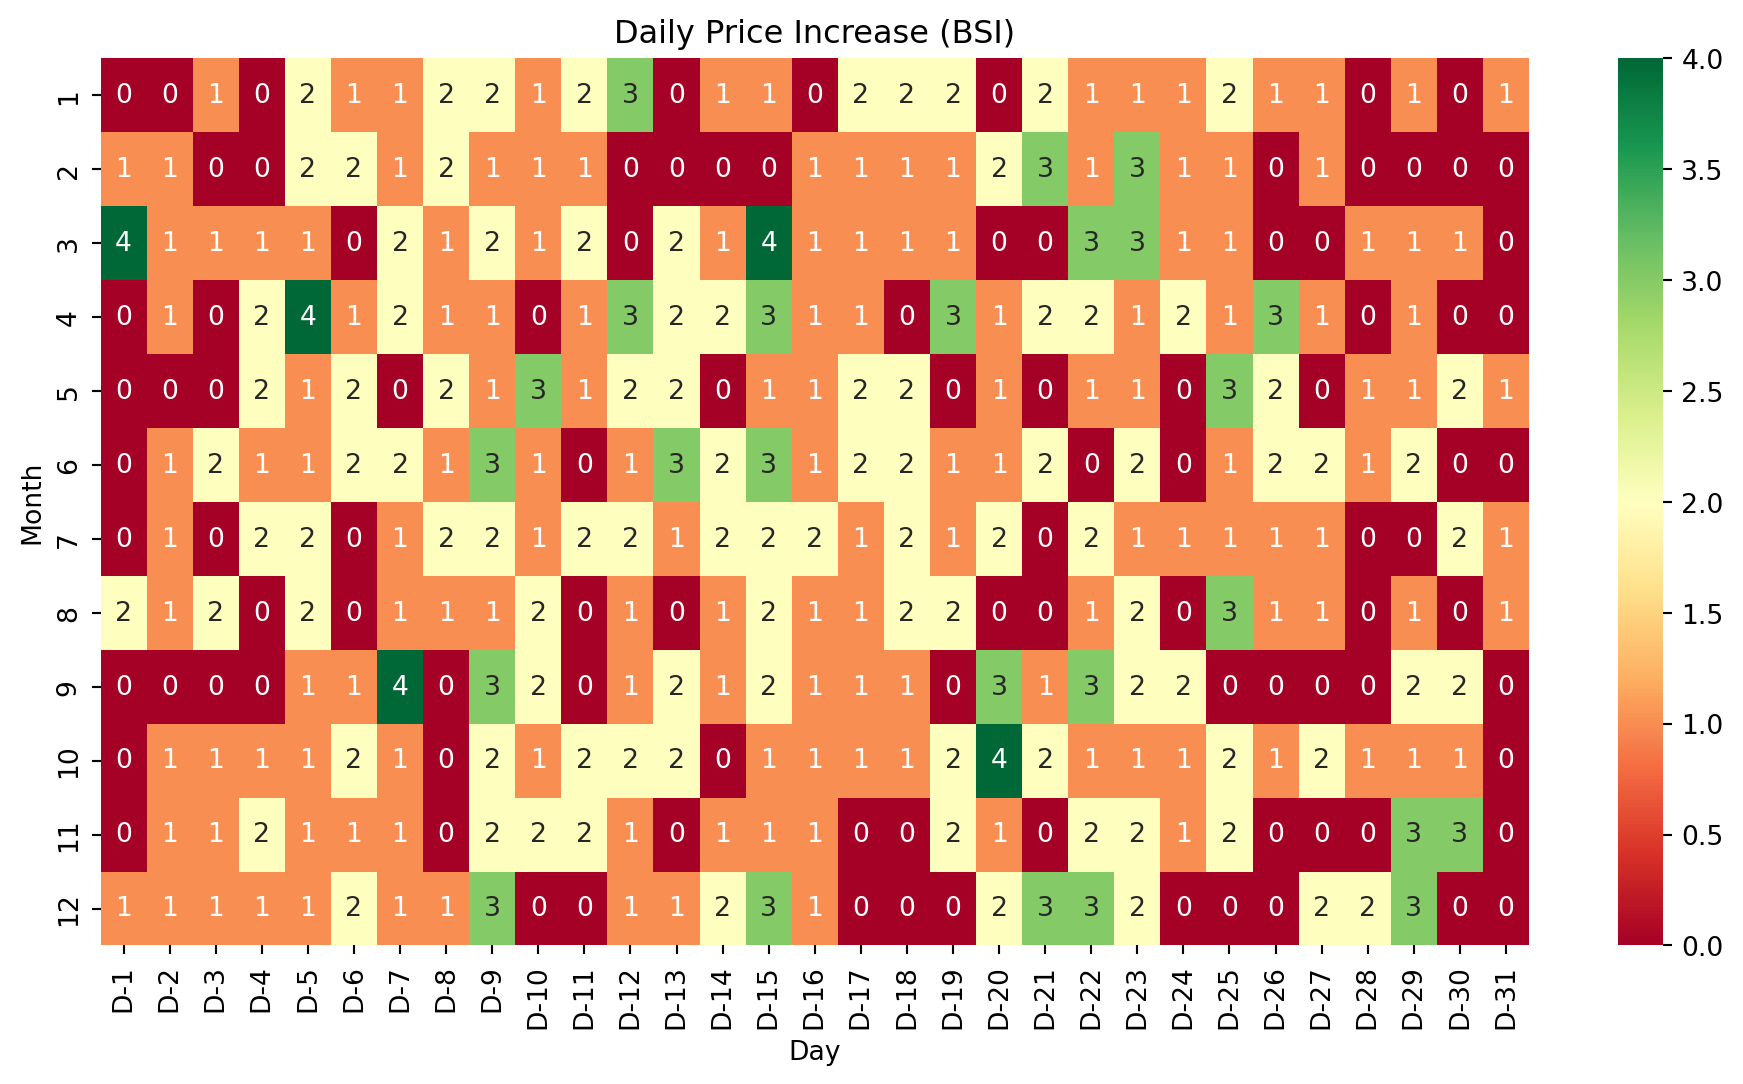 Daily Price Increase (BSI)
Month
1 0 0 1 0 2 1 1 2 2 1 2 3 0 1 1 0 2 2 2 0 2 1 1 1 2 1 1 0 1 0 1
2 1 1 0 0 2 2 1 2 1 1 1 0 0 0 0 1 1 1 1 2 3 1 3 1 1 0 1 0 0 0 0
3 4 1 1 1 1 0 2 1 2 1 2 0 2 1 4 1 1 1 1 0 0 3 3 1 1 0 0 1 1 1 0
4 0 1 0 2 4 1 2 1 1 0 1 3 2 2 3 1 1 0 3 1 2 2 1 2 1 3 1 0 1 0 0
5 0 0 0 2 1 2 0 2 1 3 1 2 2 0 1 1 2 2 0 1 0 1 1 0 3 2 0 1 1 2 1
6 0 1 2 1 1 2 2 1 3 1 0 1 3 2 3 1 2 2 1 1 2 0 2 0 1 2 2 1 2 0 0
7 0 1 0 2 2 0 1 2 2 1 2 2 1 2 2 2 1 2 1 2 0 2 1 1 1 1 1 0 0 2 1
8 2 1 2 0 2 0 1 1 1 2 0 1 0 1 2 1 1 2 2 0 0 1 2 0 3 1 1 0 1 0 1
9 0 0 0 0 1 1 4 0 3 2 0 1 2 1 2 1 1 1 0 3 1 3 2 2 0 0 0 0 2 2 0
10 0 1 1 1 1 2 1 0 2 1 2 2 2 0 1 1 1 1 2 4 2 1 1 1 2 1 2 1 1 1 0
11 0 1 1 2 1 1 1 0 2 2 2 1 0 1 1 1 0 0 2 1 0 2 2 1 2 0 0 0 3 3 0
12 1 1 1 1 1 2 1 1 3 0 0 1 1 2 3 1 0 0 0 2 3 3 2 0 0 0 2 2 3 0 0
D-1 D-2 D-3 D-4 D-5 D-6 D-7 D-8 D-9 D-10 D-11 D-12 D-13 D-14 D-15 D-16 D-17 D-18 D-19 D-20 D-21 D-22 D-23 D-24 D-25 D-26 D-27 D-28 D-29 D-30 D-31
Day
4.0
3.5
3.0
2.5
2.0
1.5
1.0
0.5
0.0